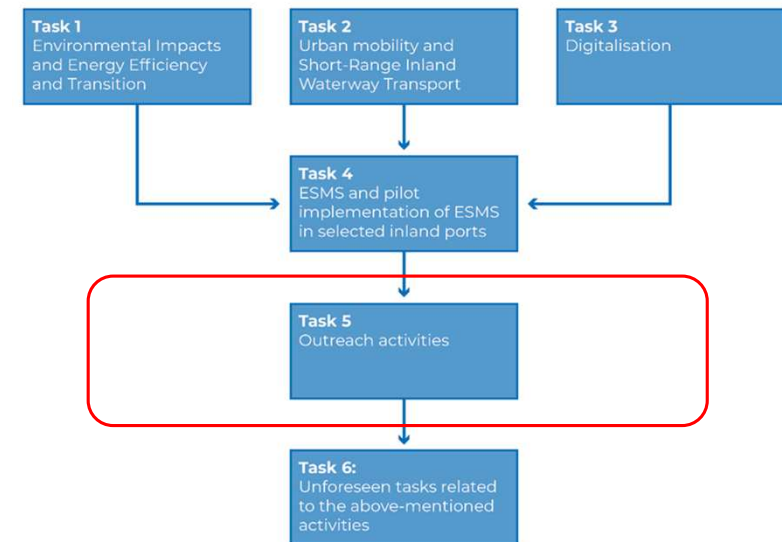 Task 1
Environmental Impacts
and Energy Efficiency
and Transition
Task 2
Urban mobility and
Short-Range Inland
Waterway Transport
Task 3
Digitalisation
Task 4
ESMS and pilot
implementation of ESMS
in selected inland ports
Task 5
Outreach activities
Task 6:
Unforeseen tasks related
to the above-mentioned
activities